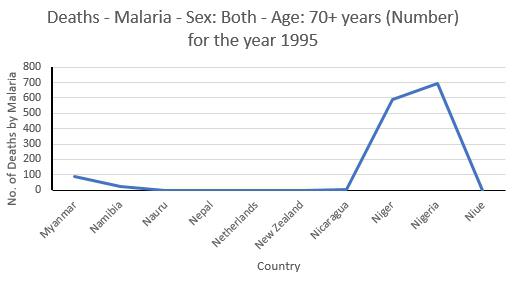 Deaths - Malaria - Sex: Both - Age: 70+ years (Number)
for the year 1995
No. of Deaths by Malaria
800
700
600
500
400
300
200
100
0
Myanmar
Namibia
Nauru
Nepal
Netherlands
New Zealand
Nicaragua
Niger
Nigeria
Niue
Country